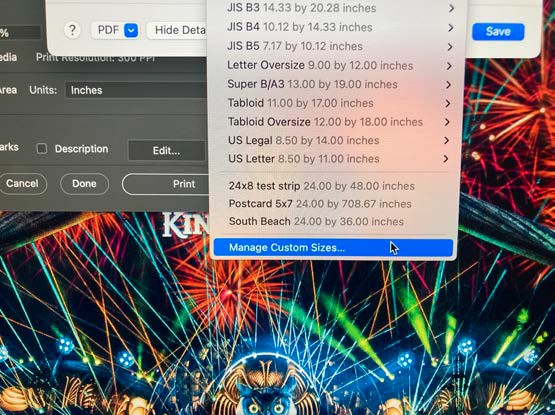 JIS B3 14.33 by 20.28 inches
% ? PDF Hide Deta JIS B4 10.12 by 14.33 inches Save
JIS B5 7.17 by 10.12 inches
edia Print Resolution: 300 PPI Letter Oversize 9.00 by 12.00 inches
Super B/A3 13.00 by 19.00 inches
Area Units: Inches Tabloid 11.00 by 17.00 inches
Tabloid Oversize 12.00 by 18.00 inches
US Legal 8.50 by 14.00 inches
arks Description Edit... US Letter 8.50 by 11.00 inches
Cancel Done Print 24x8 test strip 24.00 by 48.00 inches
Postcard 5x7 24.00 by 708.67 inches
South Beach 24.00 by 36.00 inches
KIN
Manage Custom Sizes...